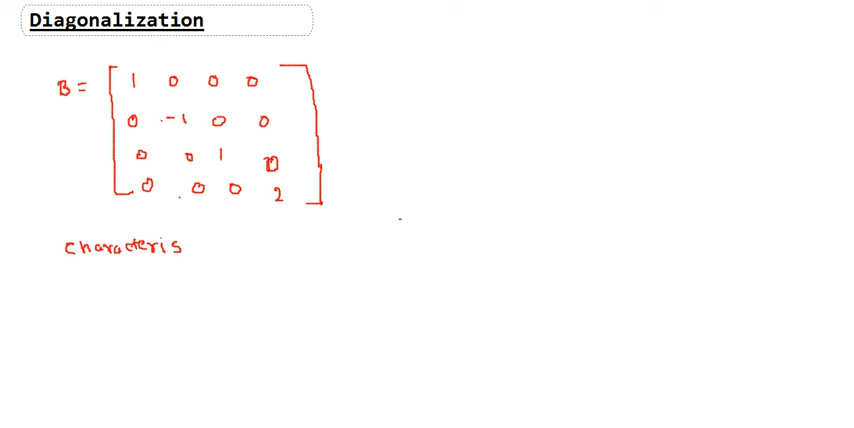 Diagonalization
B = [ 1 0 0 0
0 -1 0 0
0 0 1 0
0 0 0 2 ]
characteris